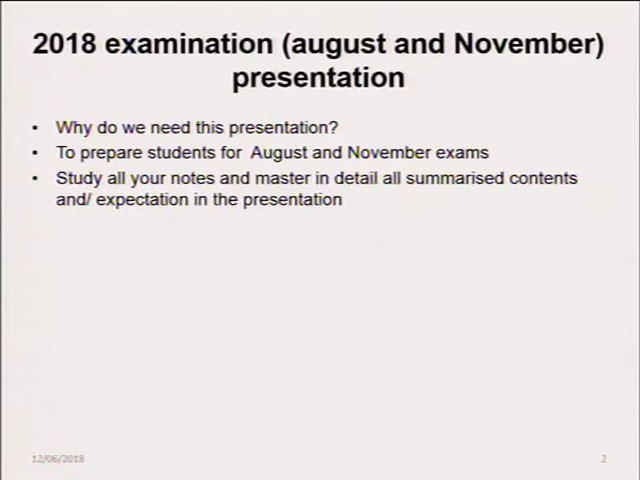 2018 examination (august and November)
presentation
• Why do we need this presentation?
• To prepare students for August and November exams
• Study all your notes and master in detail all summarised contents
and/ expectation in the presentation
12/06/2018
2